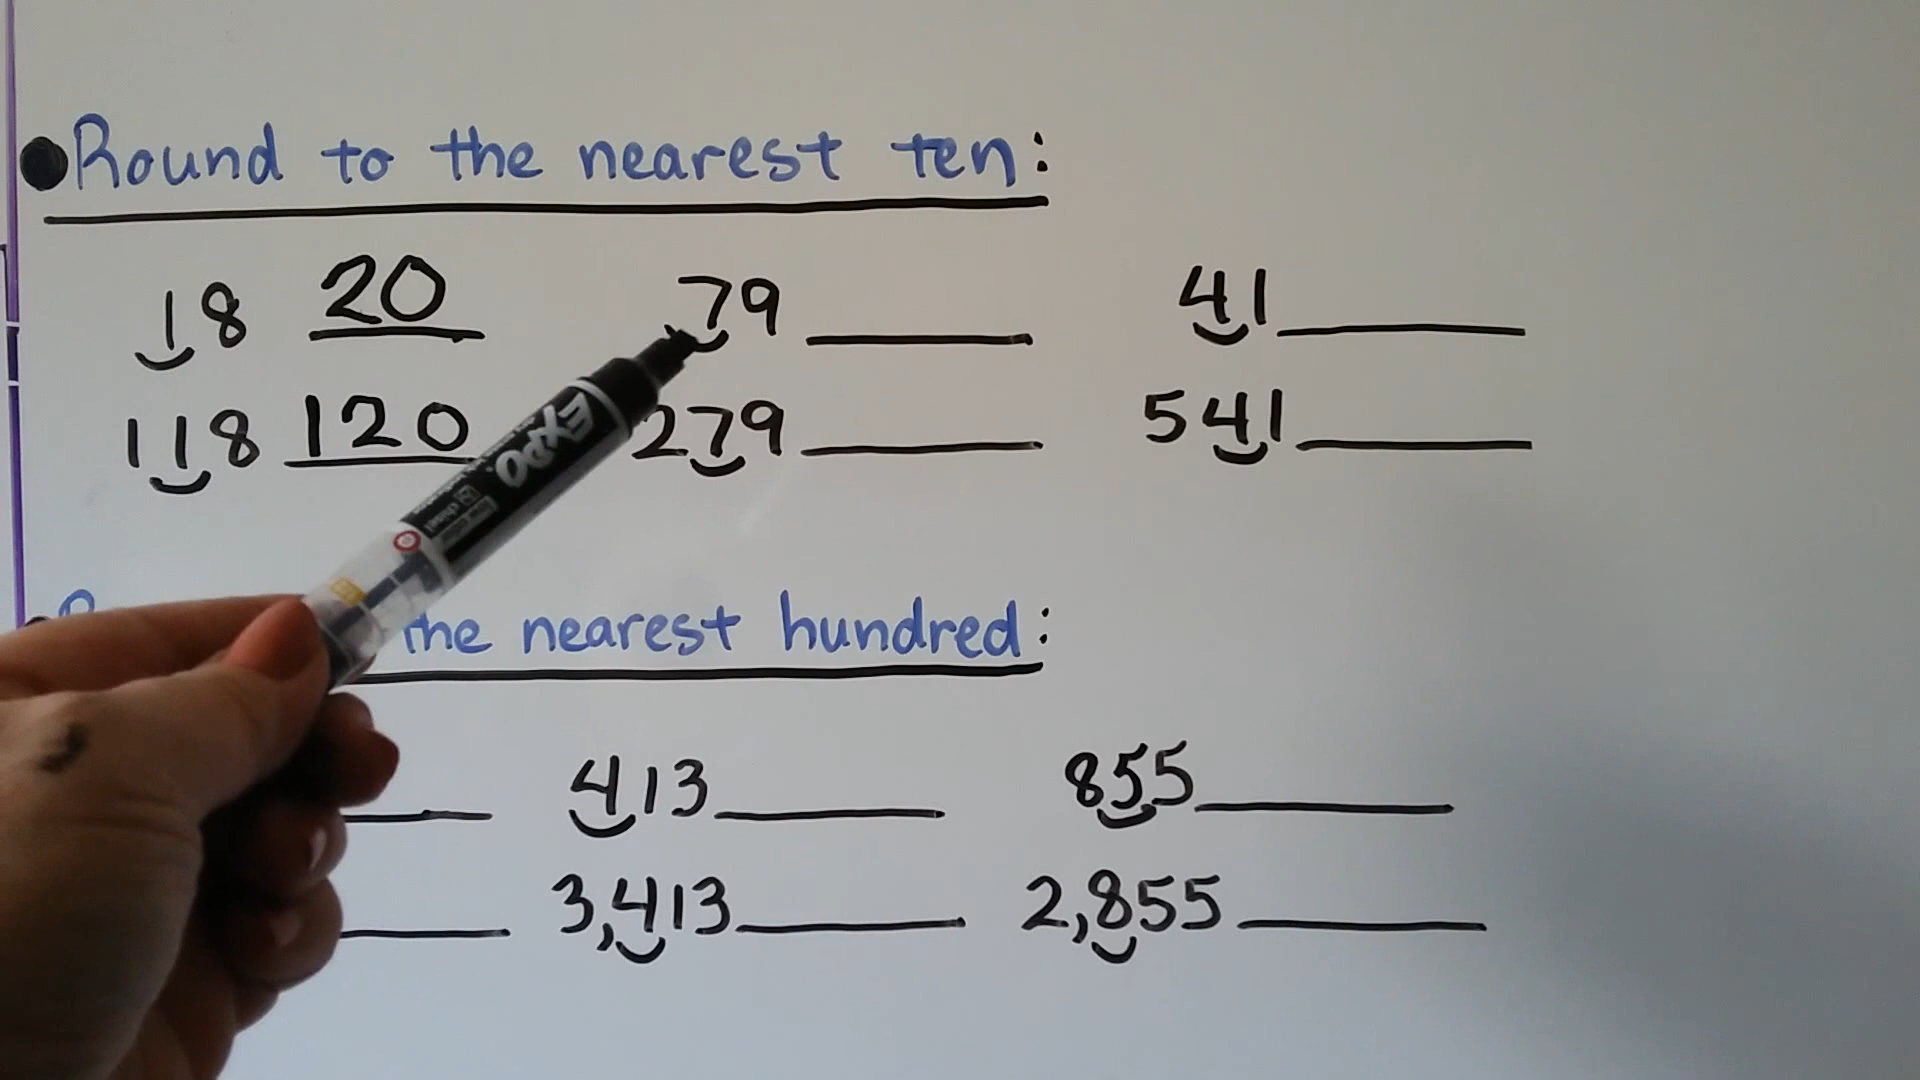 Round to the nearest ten:
18 20 79 41
118 120 279 541
the nearest hundred:
413 855
3,413 2,855
EXPO